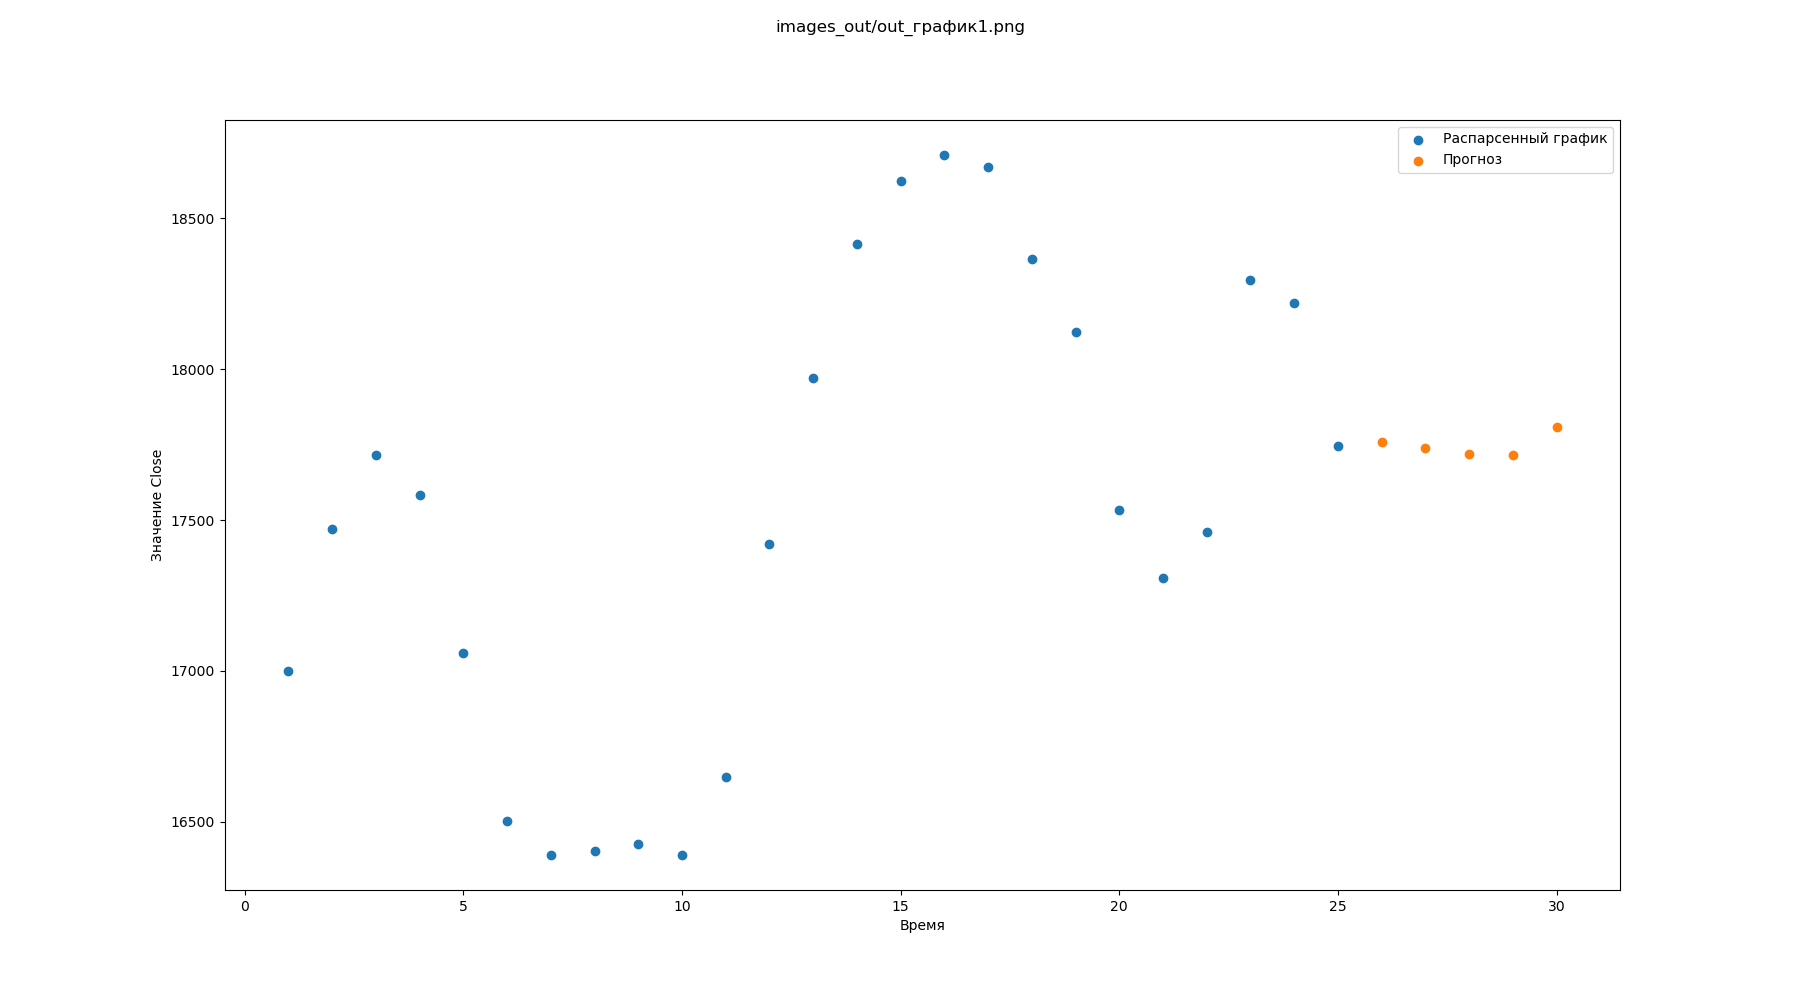 images_out/out_график1.png
Распарсенный график
Прогноз
18500
18000
17500
17000
16500
Значение Close
0 5 10 15 20 25 30
Время